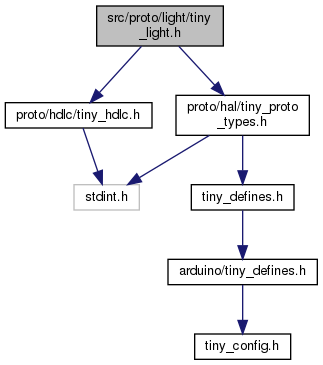 src/proto/light/tiny
_light.h
proto/hdlc/tiny_hdlc.h
proto/hal/tiny_proto
_types.h
stdint.h
tiny_defines.h
arduino/tiny_defines.h
tiny_config.h